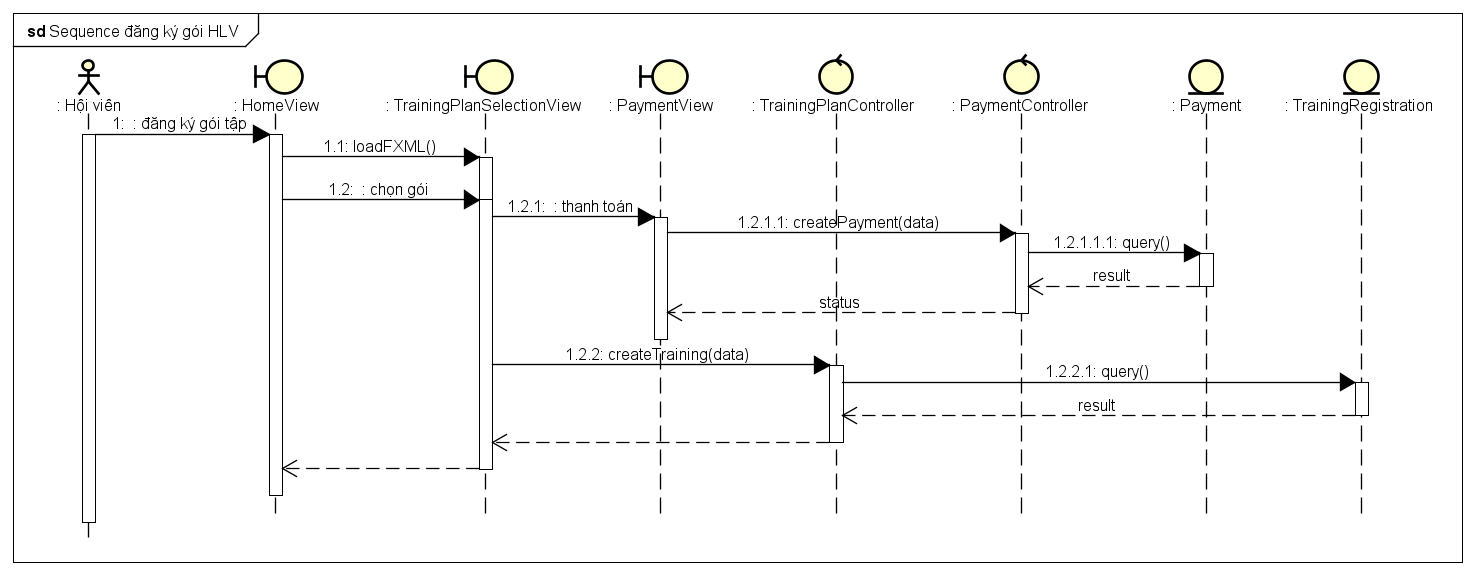 sd Sequence đăng ký gói HLV
: Hội viên
: HomeView
: TrainingPlanSelectionView
: PaymentView
: TrainingPlanController
: PaymentController
: Payment
: TrainingRegistration
1: : đăng ký gói tập
1.1: loadFXML()
1.2: : chọn gói
1.2.1: : thanh toán
1.2.1.1: createPayment(data)
1.2.1.1.1: query()
result
status
1.2.2: createTraining(data)
1.2.2.1: query()
result